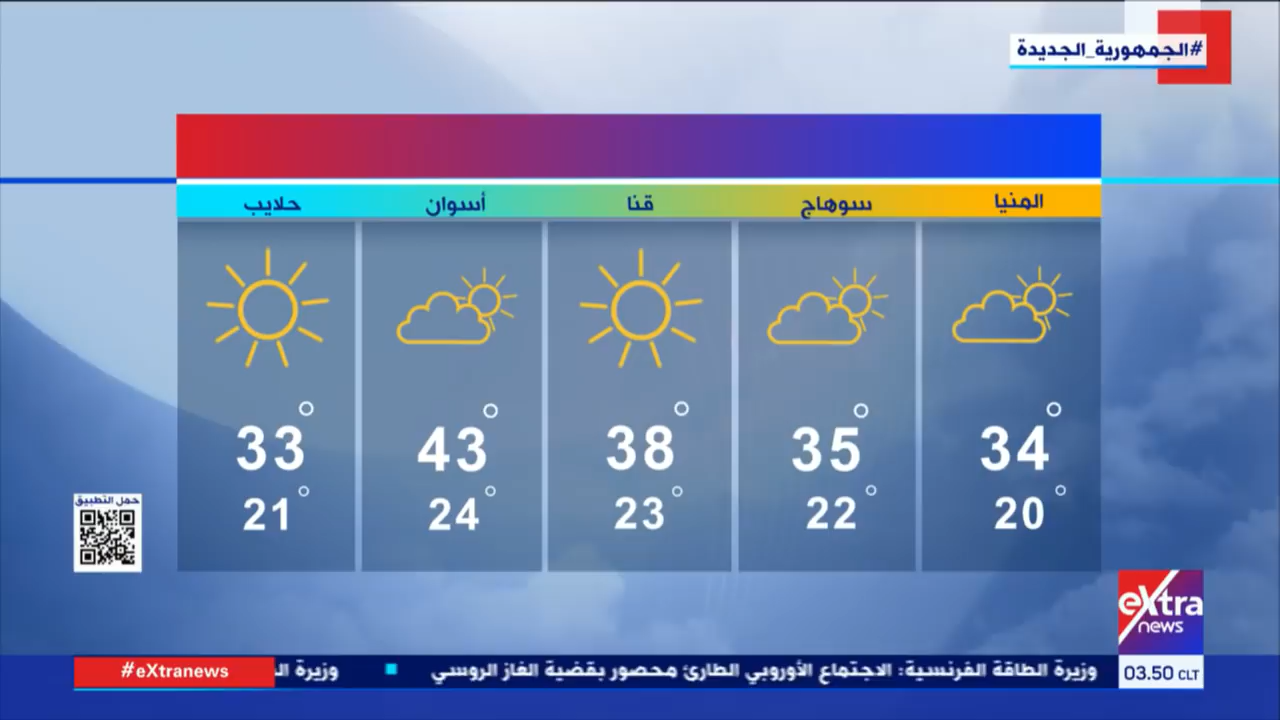 #الجمهورية_الجديدة
المنيا سوهاج قنا أسوان حلايب
34° 35° 38° 43° 33°
20° 22° 23° 24° 21°
حمل التطبيق
eXtra
news
وزيرة الطاقة الفرنسية: الاجتماع الأوروبي الطارئ محصور بقضية الغاز الروسي ■ وزيرة
#eXtranews
03.50 CLT